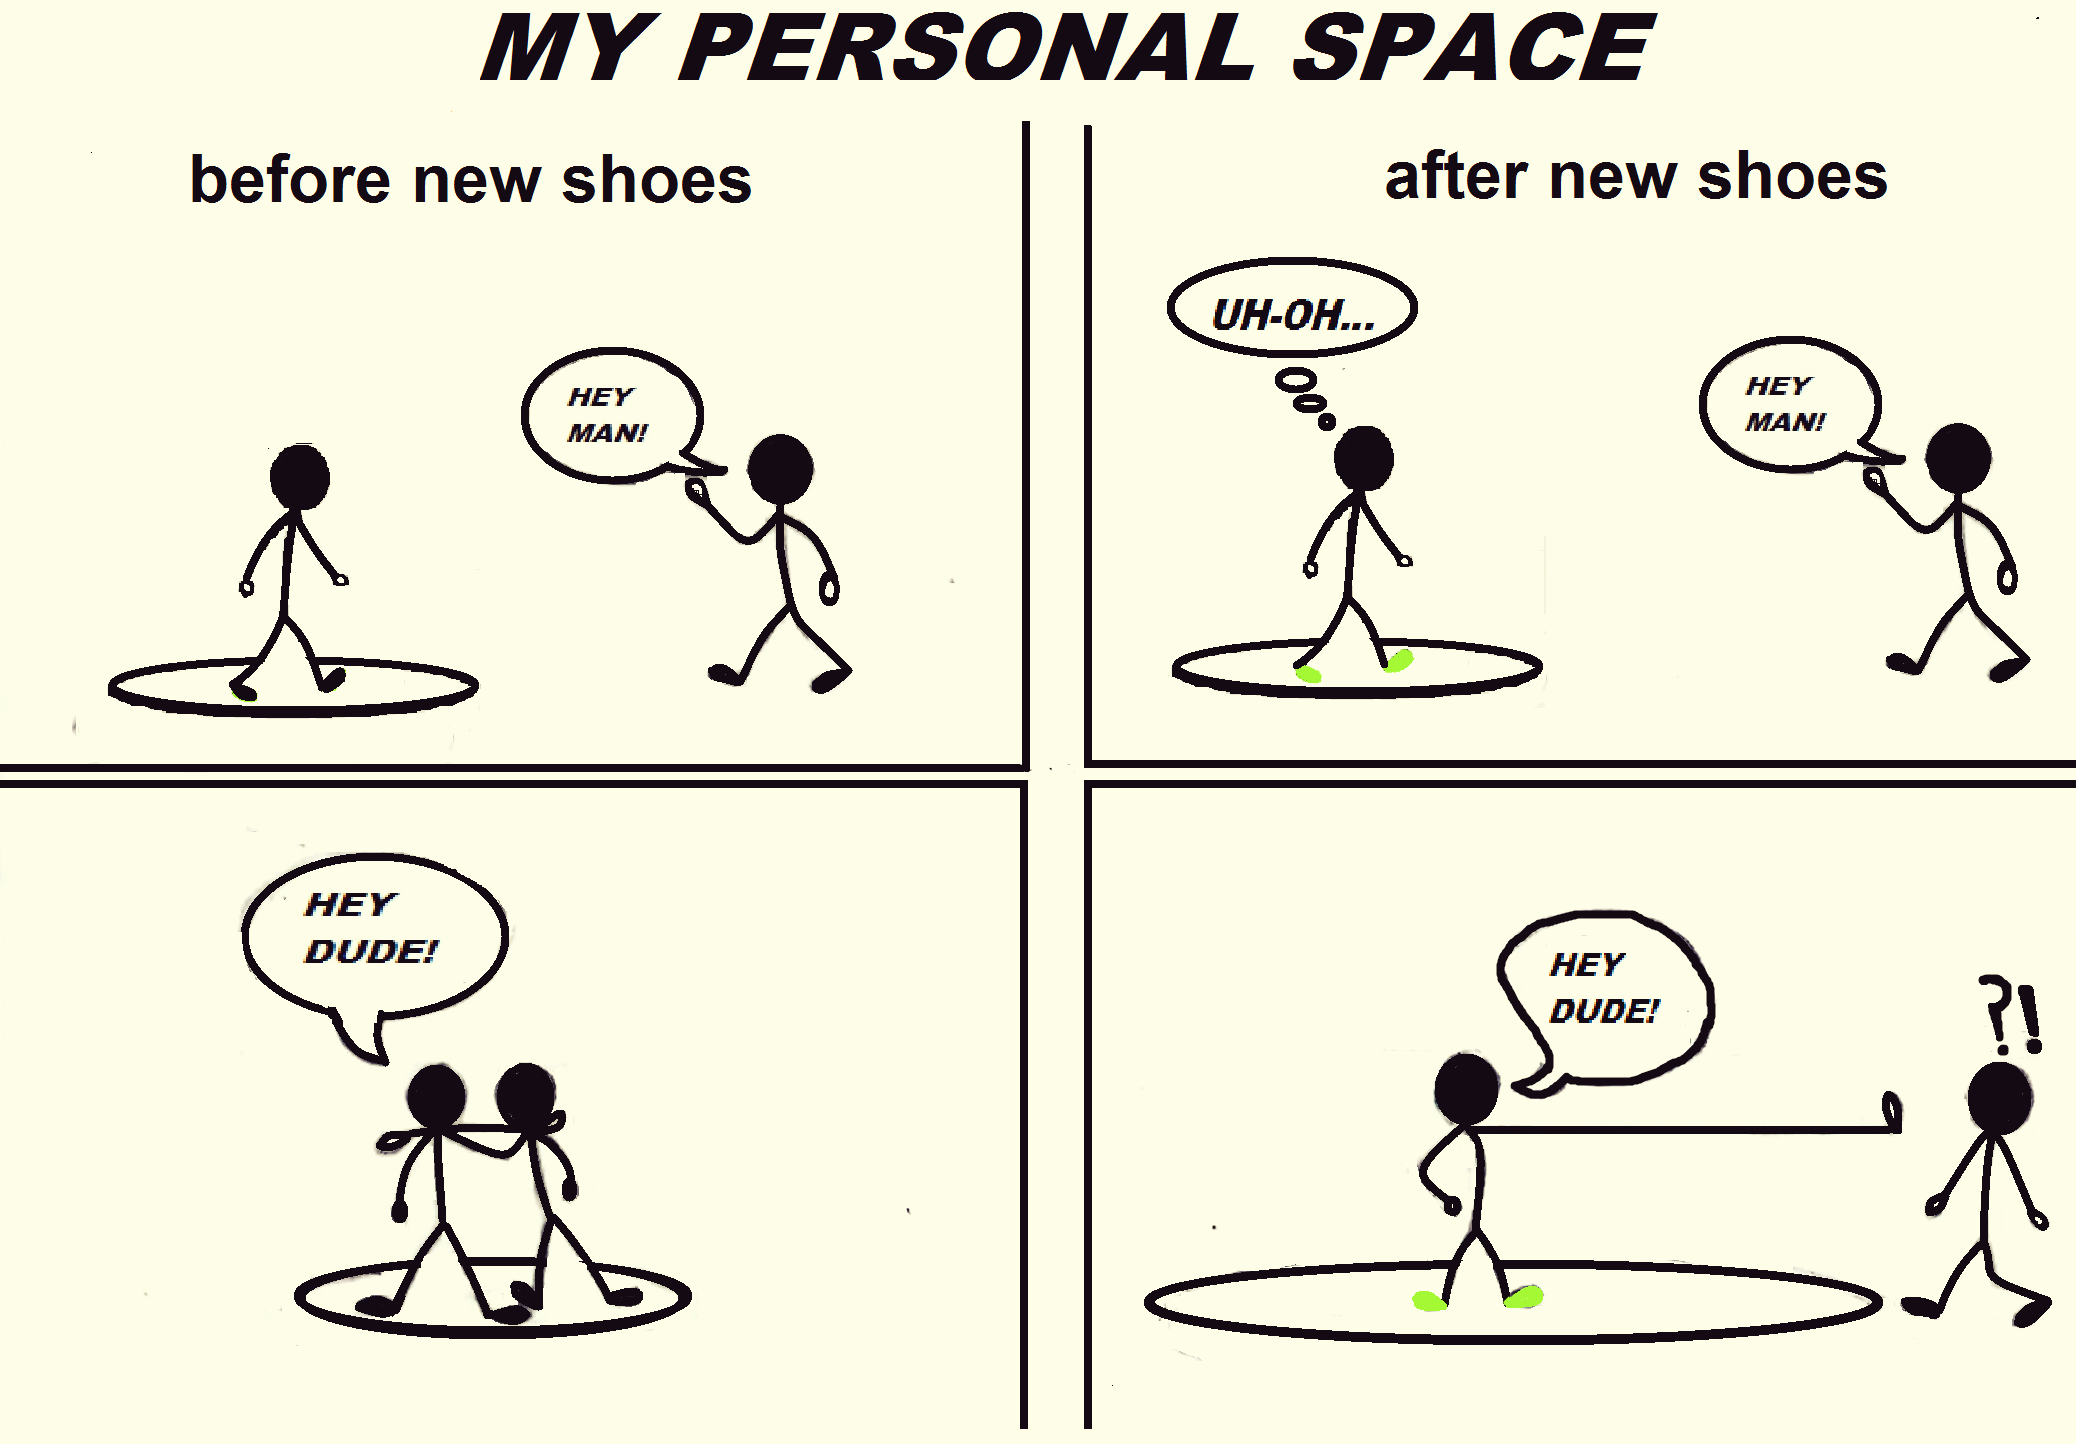 MY PERSONAL SPACE
before new shoes
HEY
MAN!
after new shoes
UH-OH...
HEY
MAN!
HEY
DUDE!
HEY
DUDE!
?!